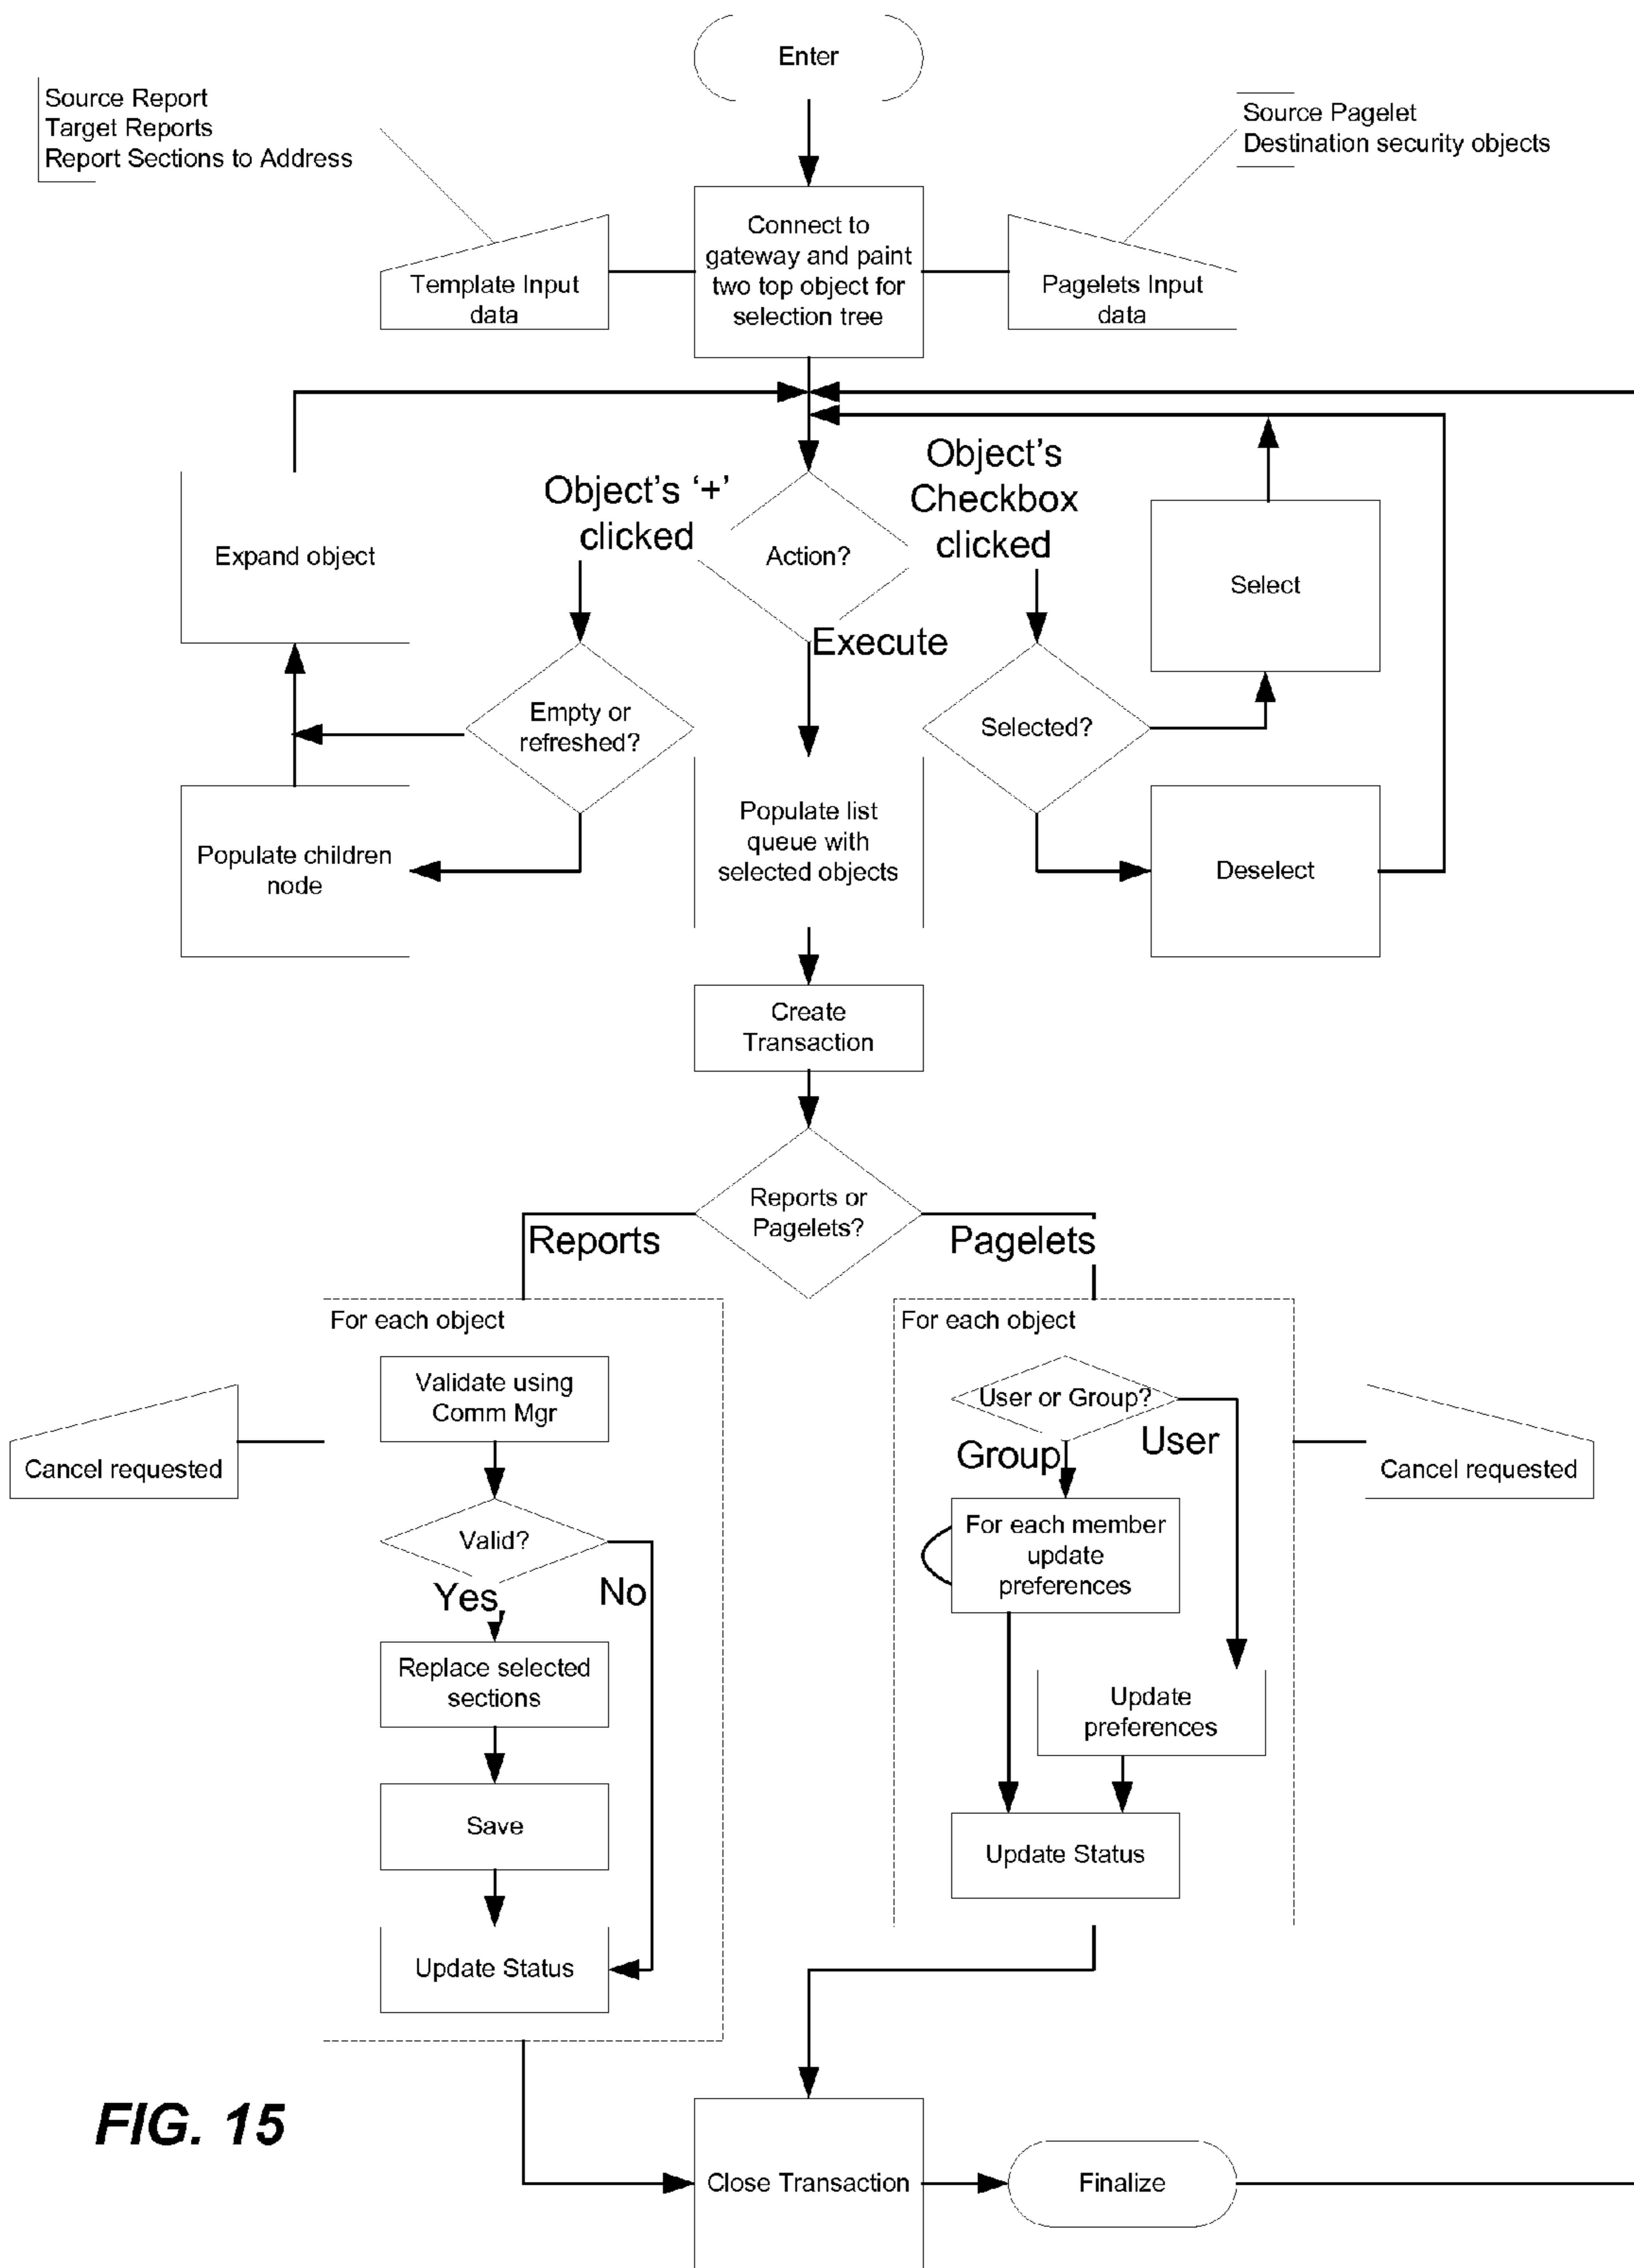 Enter
Source Report
Target Reports
Report Sections to Address
Source Pagelet
Destination security objects
Connect to
gateway and paint
two top object for
selection tree
Template Input
data
Pagelets Input
data
Object's '+'
clicked
Action?
Object's
Checkbox
clicked
Expand object
Select
Execute
Empty or
refreshed?
Selected?
Populate list
queue with
selected objects
Populate children
node
Deselect
Create
Transaction
Reports or
Pagelets?
Reports
Pagelets
For each object
For each object
Validate using
Comm Mgr
User or Group?
Cancel requested
Group
User
Cancel requested
Valid?
For each member
update
preferences
Yes
No
Replace selected
sections
Update
preferences
Save
Update Status
Update Status
FIG. 15
Close Transaction
Finalize